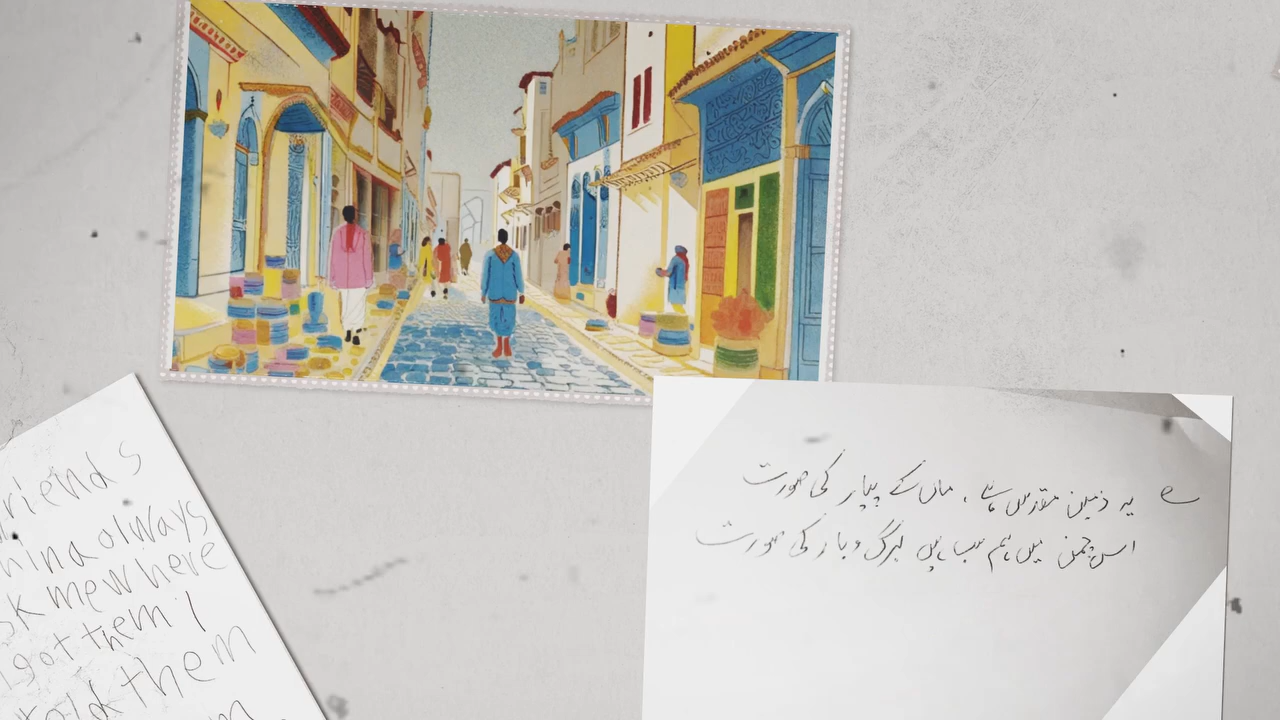 riends
hina always
sk me where
I got them I
told them
یہ زمین مقدس ہے، ماں کے پیار کی صورت
اس چمن میں ہم سب ہیں برگ و بار کی صورت